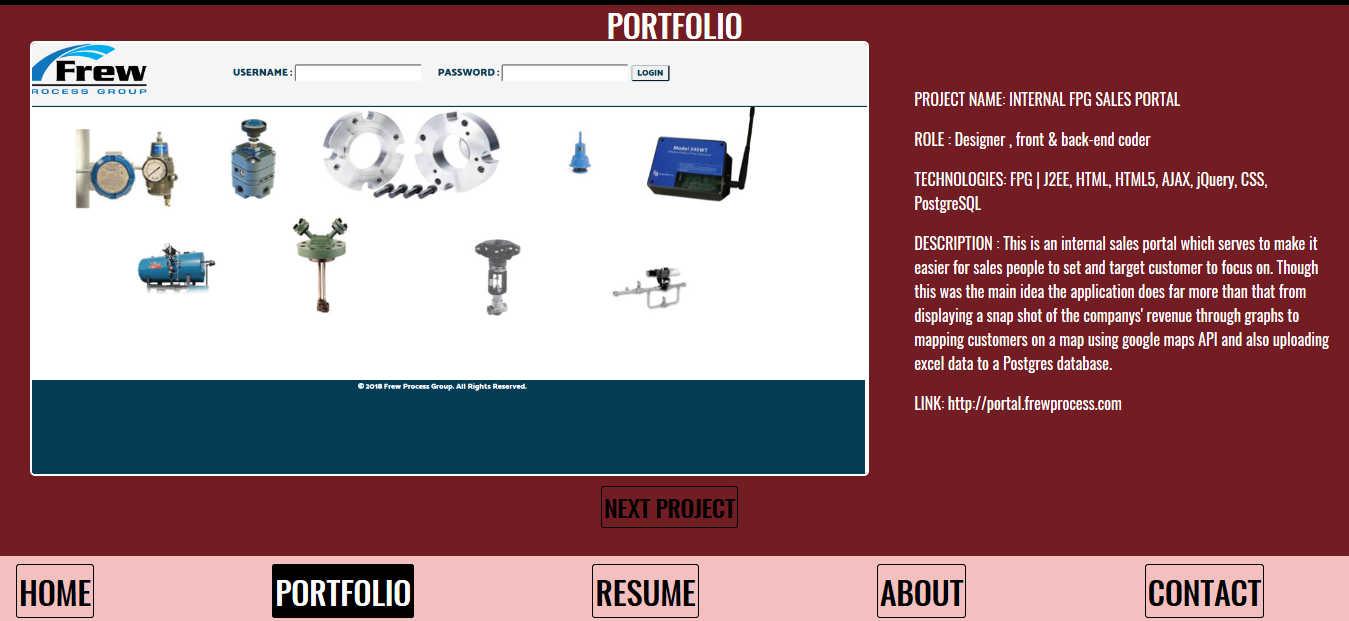 PORTFOLIO
Frew
ROCESS GROUP
USERNAME : PASSWORD : LOGIN
Model 345WT
© 2018 Frew Process Group. All Rights Reserved.
PROJECT NAME: INTERNAL FPG SALES PORTAL
ROLE : Designer , front & back-end coder
TECHNOLOGIES: FPG | J2EE, HTML, HTML5, AJAX, jQuery, CSS,
PostgreSQL
DESCRIPTION : This is an internal sales portal which serves to make it
easier for sales people to set and target customer to focus on. Though
this was the main idea the application does far more than that from
displaying a snap shot of the companys' revenue through graphs to
mapping customers on a map using google maps API and also uploading
excel data to a Postgres database.
LINK: http://portal.frewprocess.com
NEXT PROJECT
HOME PORTFOLIO RESUME ABOUT CONTACT